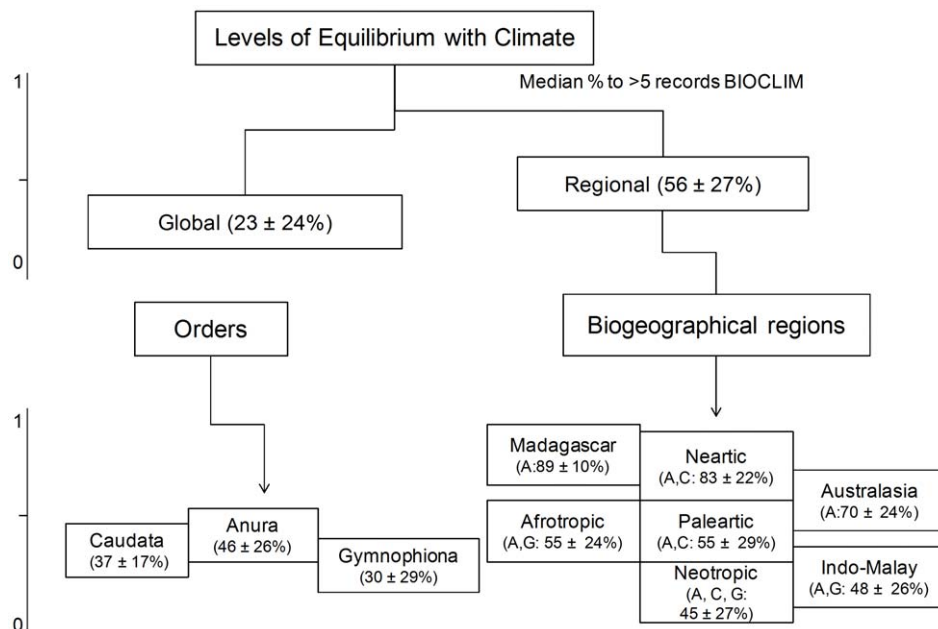 Levels of Equilibrium with Climate
1
Median % to >5 records BIOCLIM
Regional (56 ± 27%)
Global (23 ± 24%)
0
Orders
Biogeographical regions
1
Madagascar
(A:89 ± 10%)
Neartic
(A,C: 83 ± 22%)
Australasia
(A:70 ± 24%)
Caudata
(37 ± 17%)
Anura
(46 ± 26%)
Gymnophiona
(30 ± 29%)
Afrotropic
(A,G: 55 ± 24%)
Paleartic
(A,C: 55 ± 29%)
Neotropic
(A, C, G:
45 ± 27%)
Indo-Malay
(A,G: 48 ± 26%)
0